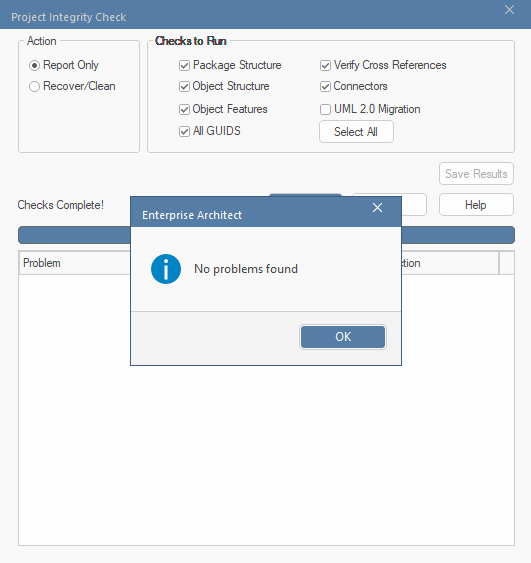 Project Integrity Check
Action
Checks to Run
Report Only
Recover/Clean
Package Structure
Verify Cross References
Object Structure
Connectors
Object Features
UML 2.0 Migration
All GUIDS
Select All
Save Results
Checks Complete!
Help
Enterprise Architect
Problem
No problems found
OK